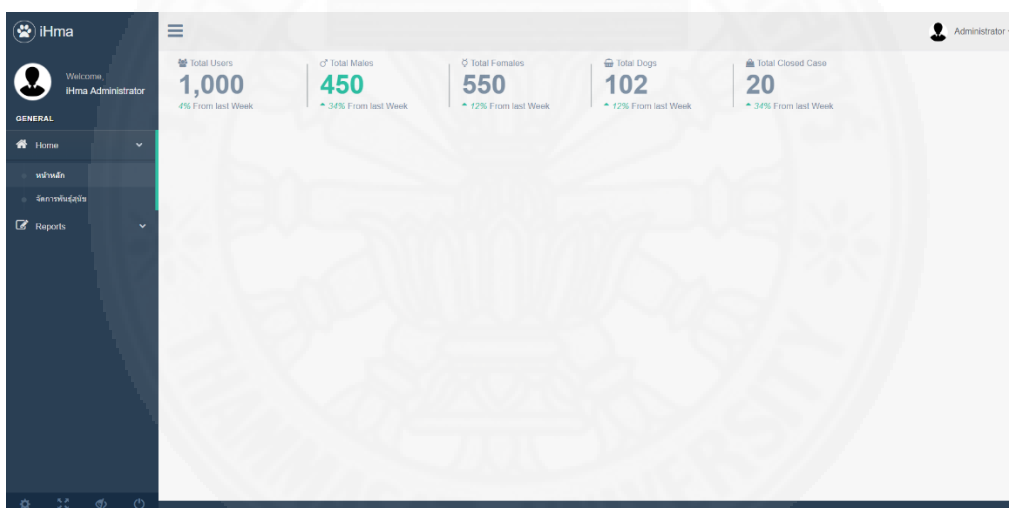 iHma
Administrator
Welcome,
iHma Administrator
GENERAL
Home
หน้าหลัก
จัดการพันธุ์สุนัข
Reports
Total Users
1,000
4% From last Week
Total Males
450
34% From last Week
Total Females
550
12% From last Week
Total Dogs
102
12% From last Week
Total Closed Case
20
34% From last Week